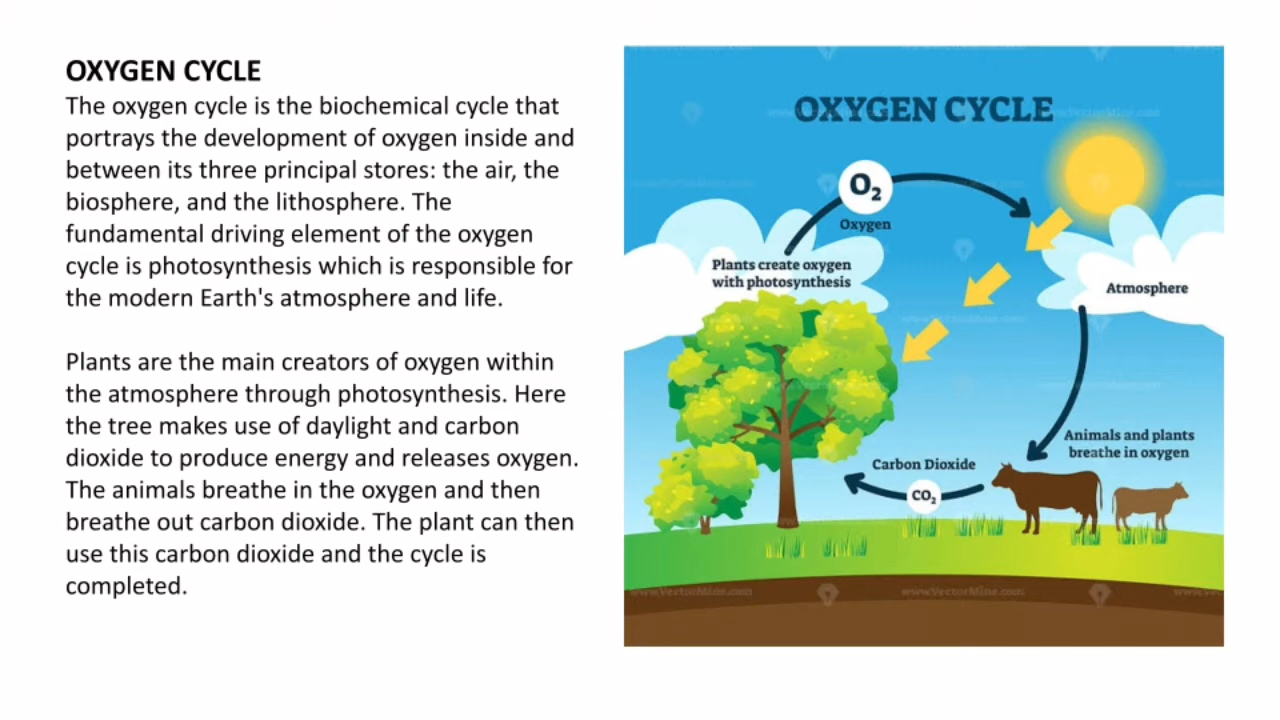 OXYGEN CYCLE
The oxygen cycle is the biochemical cycle that
portrays the development of oxygen inside and
between its three principal stores: the air, the
biosphere, and the lithosphere. The
fundamental driving element of the oxygen
cycle is photosynthesis which is responsible for
the modern Earth's atmosphere and life.
Plants are the main creators of oxygen within
the atmosphere through photosynthesis. Here
the tree makes use of daylight and carbon
dioxide to produce energy and releases oxygen.
The animals breathe in the oxygen and then
breathe out carbon dioxide. The plant can then
use this carbon dioxide and the cycle is
completed.
OXYGEN CYCLE
O₂
Oxygen
Plants create oxygen
with photosynthesis
Atmosphere
Animals and plants
breathe in oxygen
Carbon Dioxide
CO₂
www.VectorMine.com
www.VectorMine.com